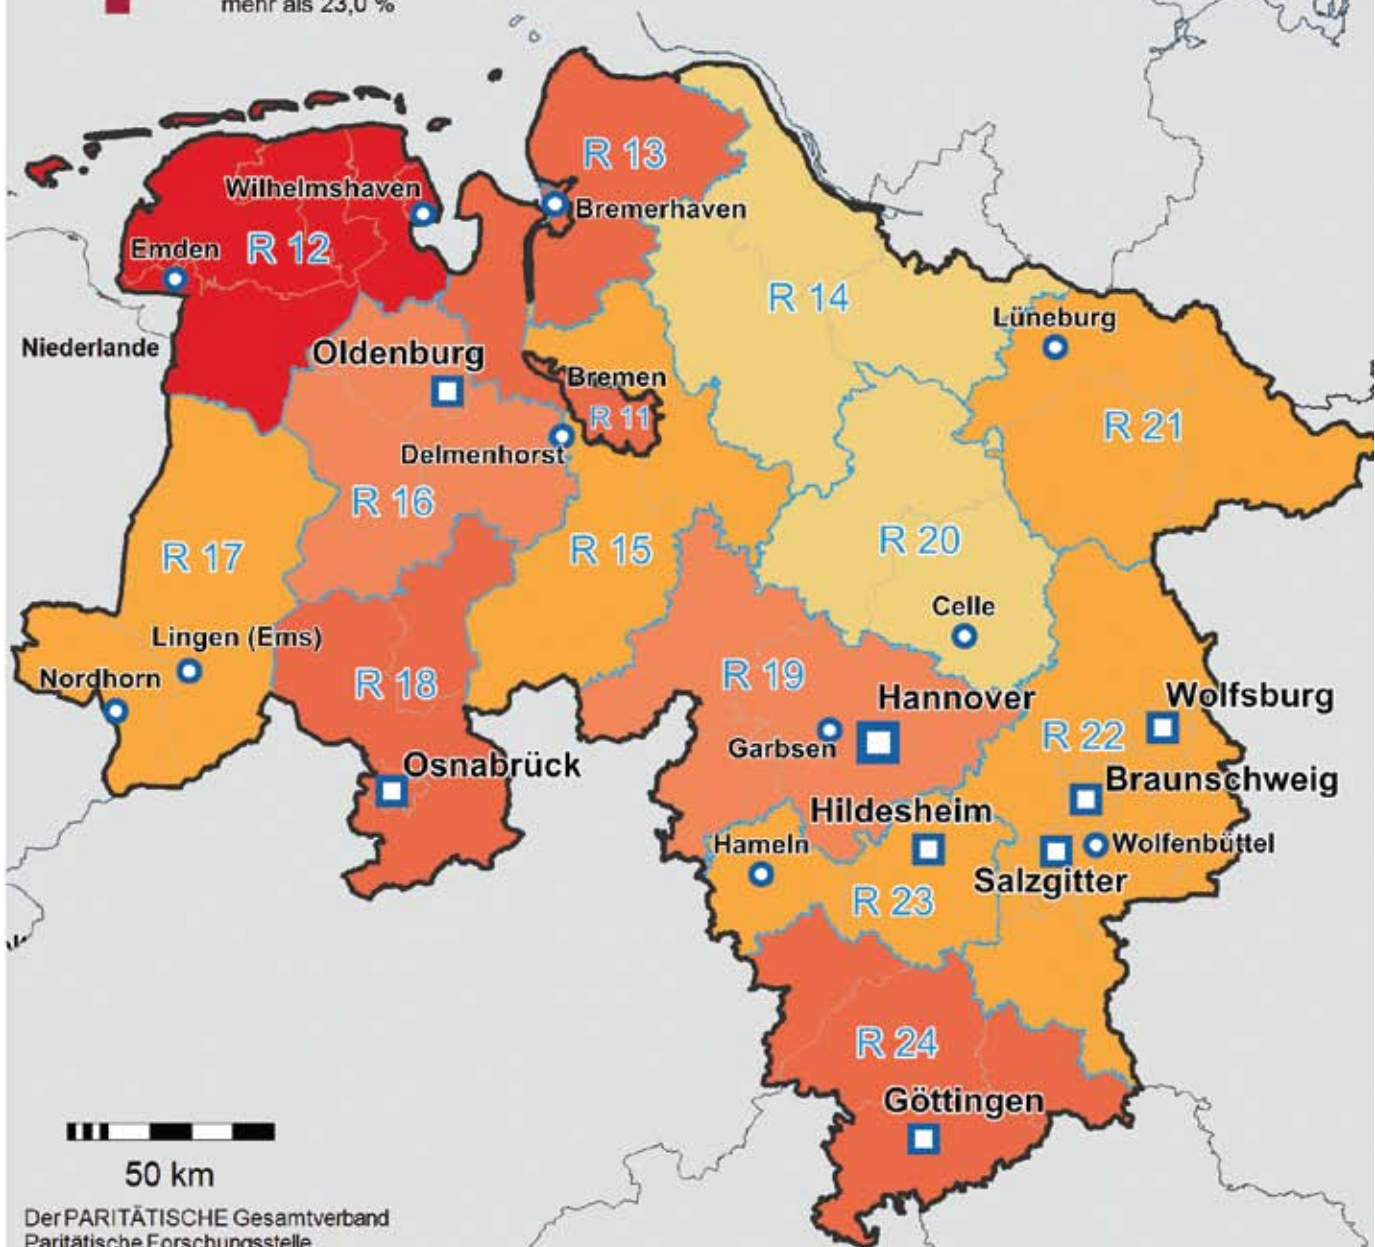 mehr als 23,0 %
R 13
Wilhelmshaven
Bremerhaven
Emden
R 12
R 14
Lüneburg
Niederlande
Oldenburg
Bremen
R 11
R 21
Delmenhorst
R 16
R 17
R 15
R 20
Celle
Lingen (Ems)
Nordhorn
R 18
R 19
Hannover
Wolfsburg
Garbsen
R 22
Osnabrück
Braunschweig
Hildesheim
Hameln
Wolfenbüttel
Salzgitter
R 23
R 24
Göttingen
50 km
Der PARITÄTISCHE Gesamtverband
Paritätische Forschungsstelle